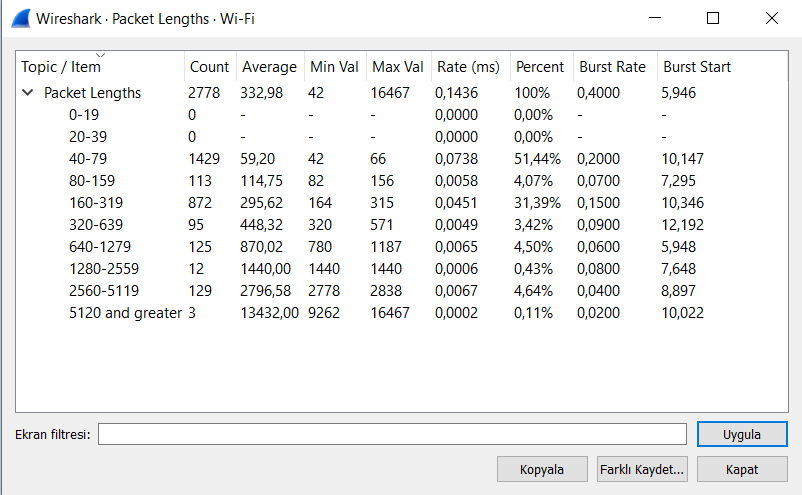 Wireshark · Packet Lengths · Wi-Fi
Topic / Item Count Average Min Val Max Val Rate (ms) Percent Burst Rate Burst Start
Packet Lengths 2778 332,98 42 16467 0,1436 100% 0,4000 5,946
0-19 0 - - - 0,0000 0,00% - -
20-39 0 - - - 0,0000 0,00% - -
40-79 1429 59,20 42 66 0,0738 51,44% 0,2000 10,147
80-159 113 114,75 82 156 0,0058 4,07% 0,0700 7,295
160-319 872 295,62 164 315 0,0451 31,39% 0,1500 10,346
320-639 95 448,32 320 571 0,0049 3,42% 0,0900 12,192
640-1279 125 870,02 780 1187 0,0065 4,50% 0,0600 5,948
1280-2559 12 1440,00 1440 1440 0,0006 0,43% 0,0800 7,648
2560-5119 129 2796,58 2778 2838 0,0067 4,64% 0,0400 8,897
5120 and greater 3 13432,00 9262 16467 0,0002 0,11% 0,0200 10,022
Ekran filtresi: Uygula
Kopyala Farklı Kaydet... Kapat